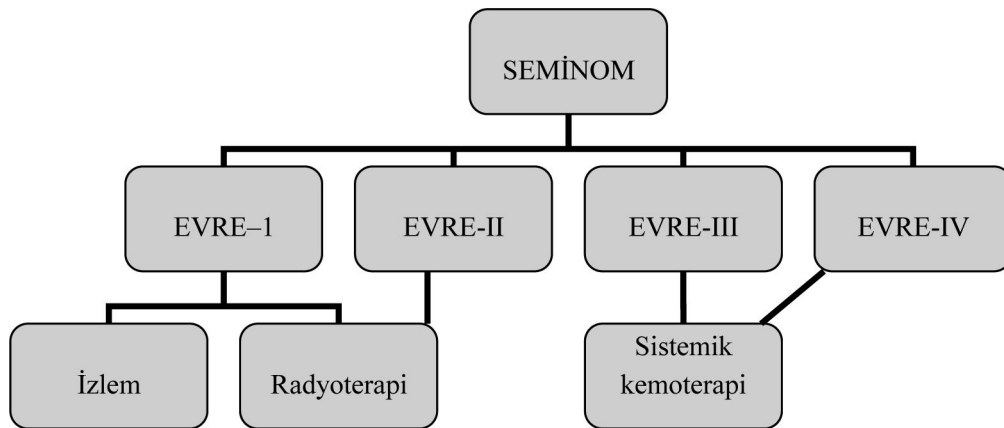 SEMİNOM
EVRE–1
EVRE-II
EVRE-III
EVRE-IV
İzlem
Radyoterapi
Sistemik
kemoterapi